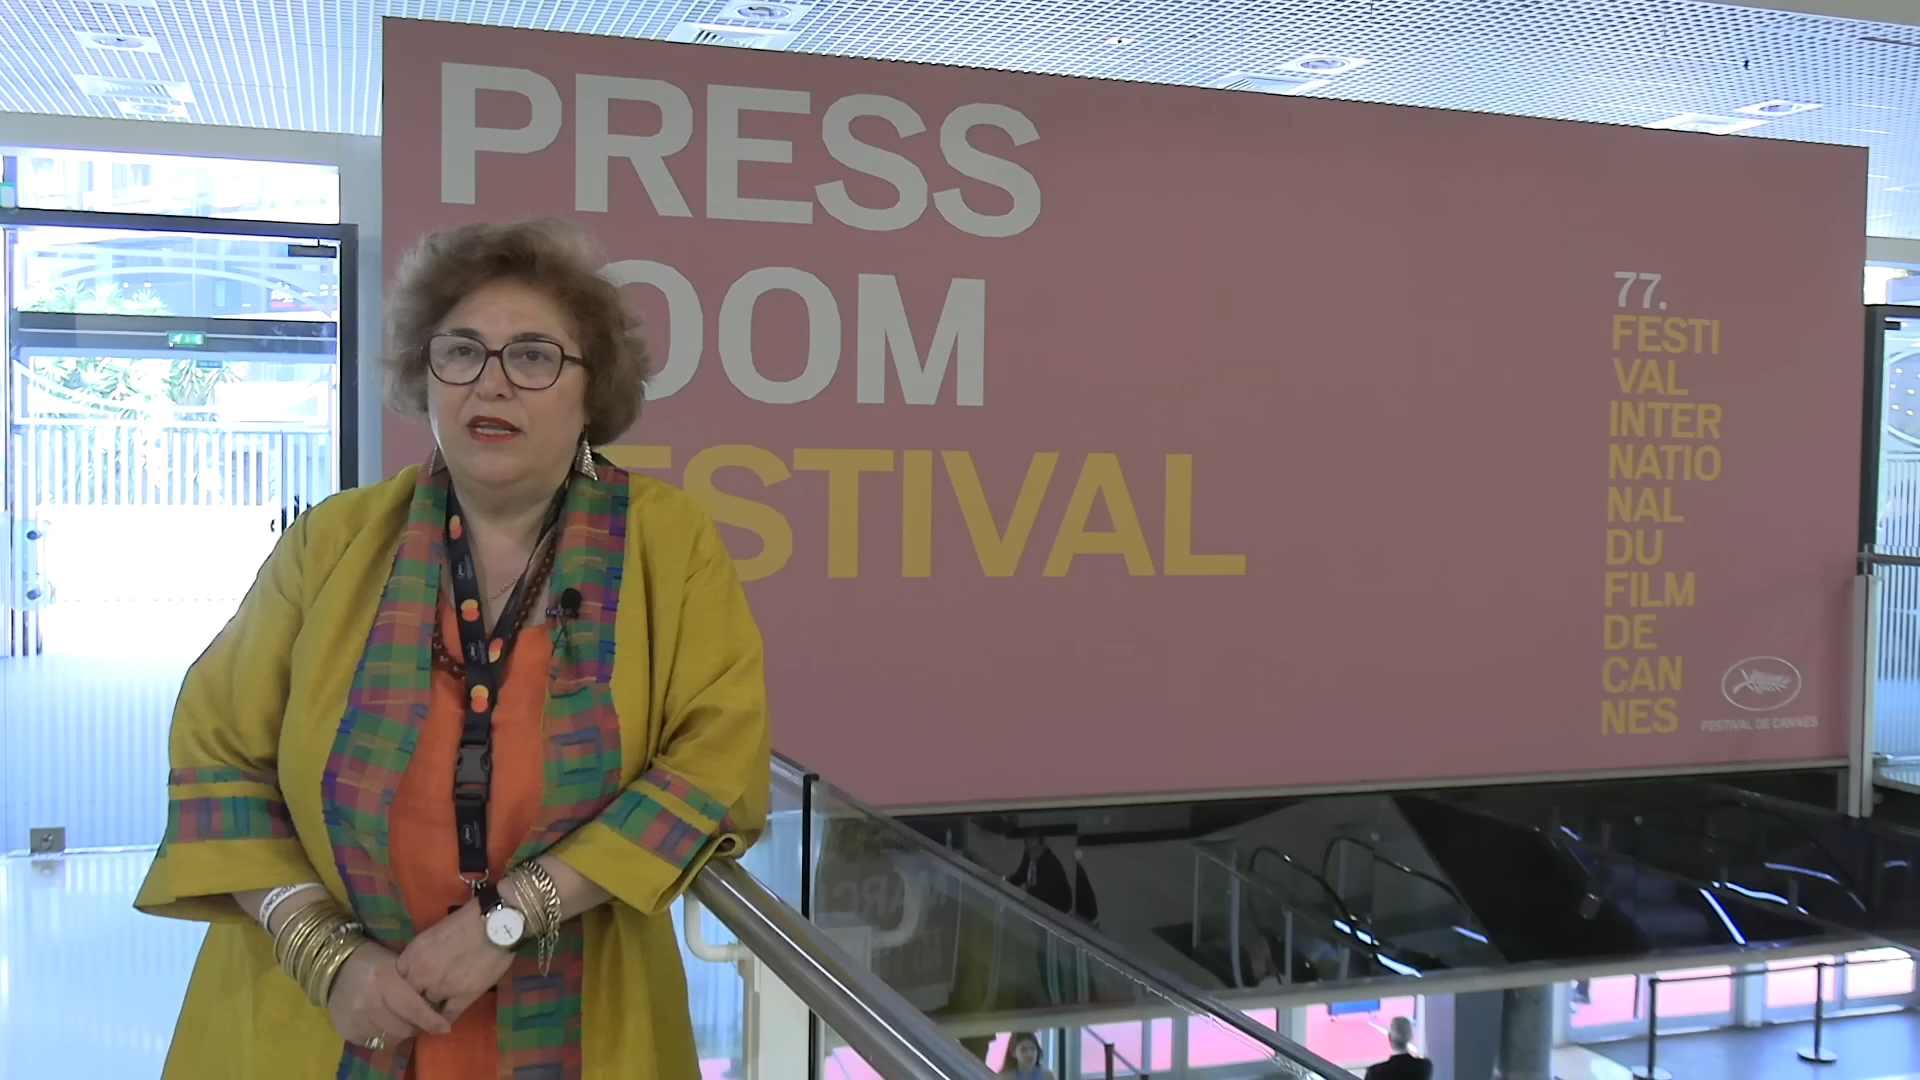 PRESS
OOM
STIVAL
77.
FESTI
VAL
INTER
NATIO
NAL
DU
FILM
DE
CAN
NES
FESTIVAL DE CANNES